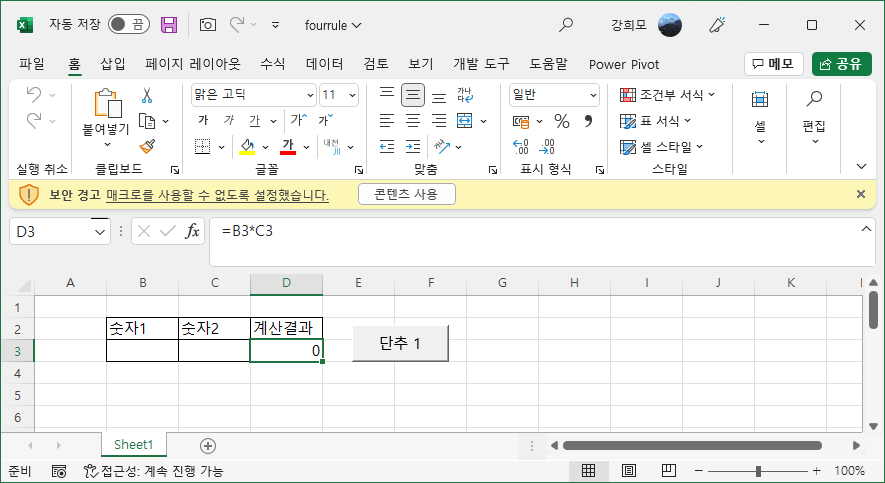 자동 저장 끔 fourrule 강희모
파일 홈 삽입 페이지 레이아웃 수식 데이터 검토 보기 개발 도구 도움말 Power Pivot 메모 공유
붙여넣기 맑은 고딕 11 가나다 일반 조건부 서식 셀 편집
가 가 가 가 가 % 표 서식
가 내천 셀 스타일
실행 취소 클립보드 글꼴 맞춤 표시 형식 스타일
보안 경고 매크로를 사용할 수 없도록 설정했습니다. 콘텐츠 사용
D3 fx =B3*C3
A B C D E F G H I J K
1
2 숫자1 숫자2 계산결과 단추 1
3 0
4
5
6
Sheet1
준비 접근성: 계속 진행 가능 100%